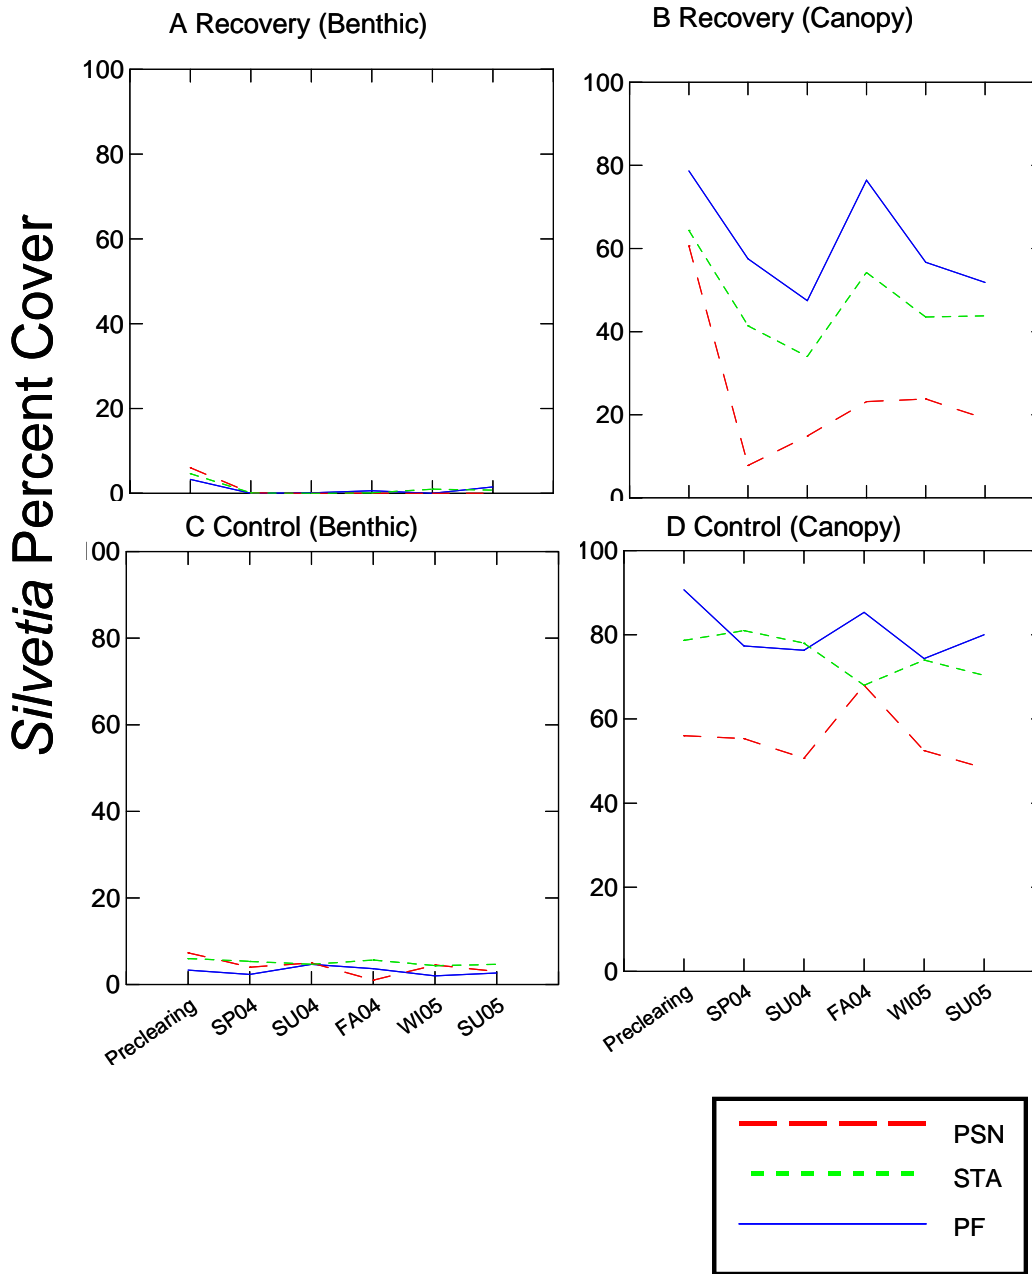 A Recovery (Benthic)
B Recovery (Canopy)
Silvetia Percent Cover
100
80
60
40
20
0
100
80
60
40
20
0
C Control (Benthic)
D Control (Canopy)
00
80
60
40
20
0
100
80
60
40
20
0
Preclearing
SP04
SU04
FA04
WI05
SU05
Preclearing
SP04
SU04
FA04
WI05
SU05
PSN
STA
PF